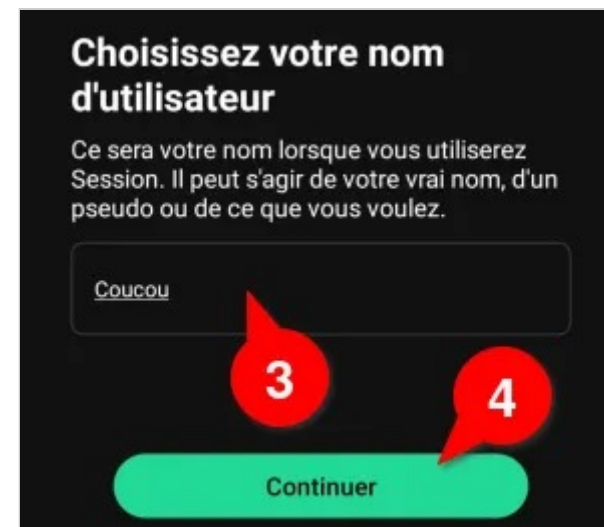 Choisissez votre nom
d'utilisateur
Ce sera votre nom lorsque vous utiliserez
Session. Il peut s'agir de votre vrai nom, d'un
pseudo ou de ce que vous voulez.
Coucou
3
4
Continuer